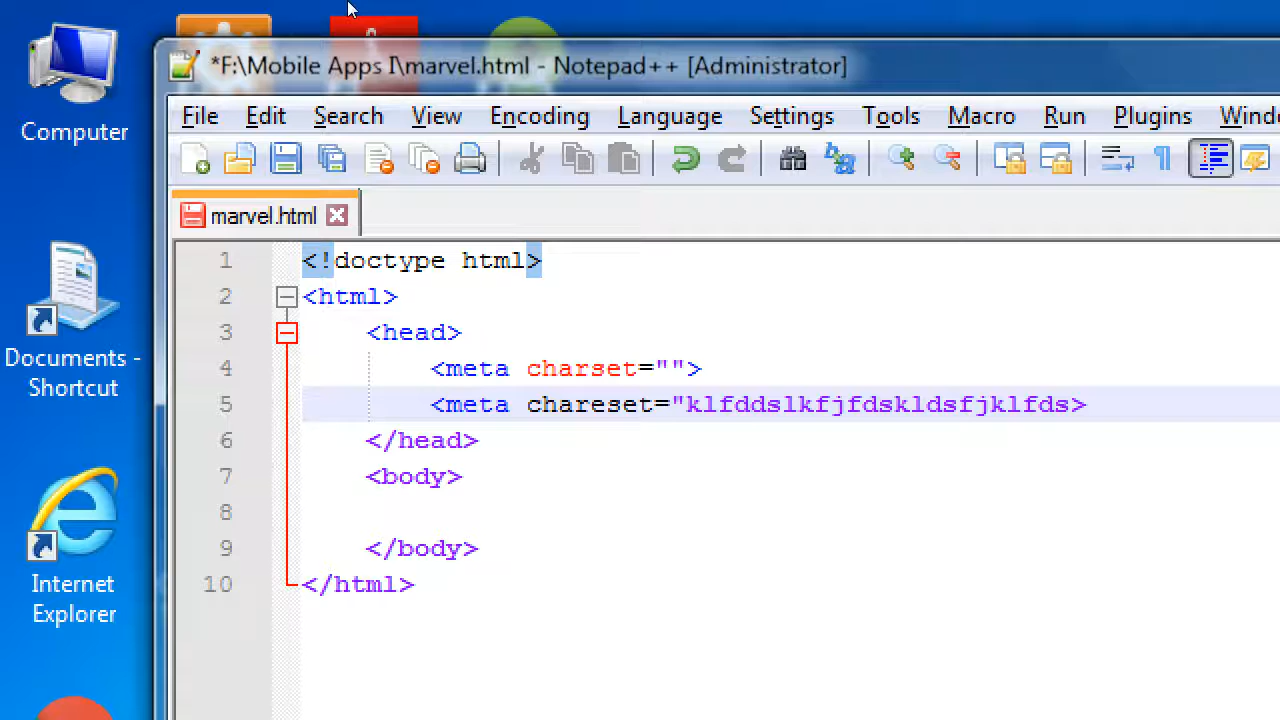 *F:\Mobile Apps I\marvel.html - Notepad++ [Administrator]
Computer
File Edit Search View Encoding Language Settings Tools Macro Run Plugins Windo
marvel.html
1 <!doctype html>
2 <html>
3 <head>
4 <meta charset="">
5 <meta chareset="klfddslkfjfdskldsfjklfds>
6 </head>
7 <body>
8
9 </body>
10 </html>
Documents -
Shortcut
Internet
Explorer